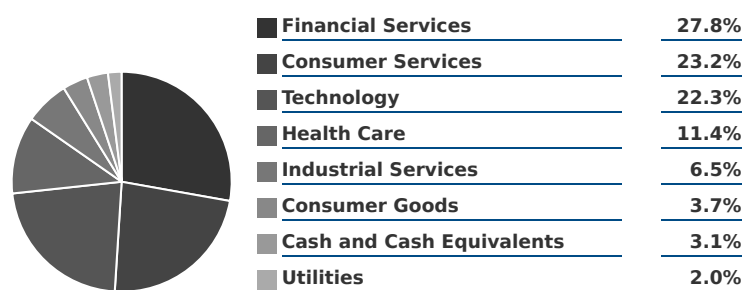 Financial Services 27.8%
Consumer Services 23.2%
Technology 22.3%
Health Care 11.4%
Industrial Services 6.5%
Consumer Goods 3.7%
Cash and Cash Equivalents 3.1%
Utilities 2.0%